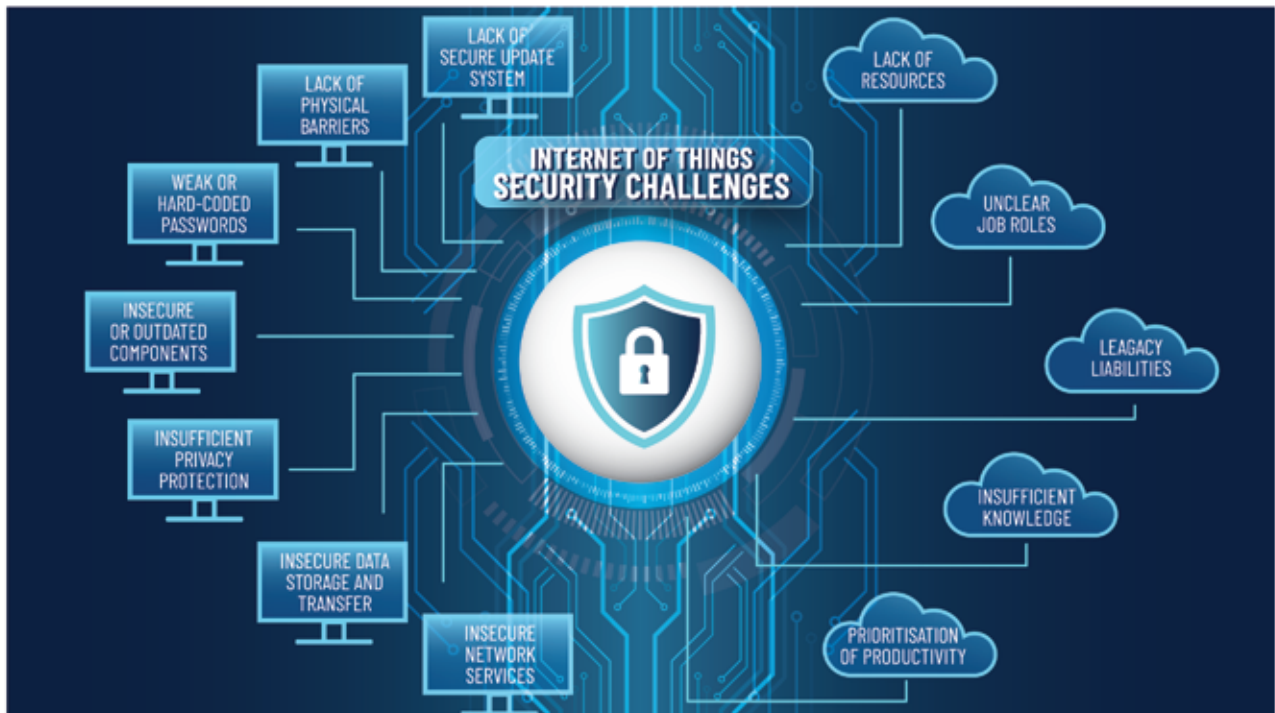 LACK OF
SECURE UPDATE
SYSTEM
LACK OF
PHYSICAL
BARRIERS
WEAK OR
HARD-CODED
PASSWORDS
INSECURE
OR OUTDATED
COMPONENTS
INSUFFICIENT
PRIVACY
PROTECTION
INSECURE DATA
STORAGE AND
TRANSFER
INSECURE
NETWORK
SERVICES
INTERNET OF THINGS
SECURITY CHALLENGES
LACK OF
RESOURCES
UNCLEAR
JOB ROLES
LEAGACY
LIABILITIES
INSUFFICIENT
KNOWLEDGE
PRIORITISATION
OF PRODUCTIVITY